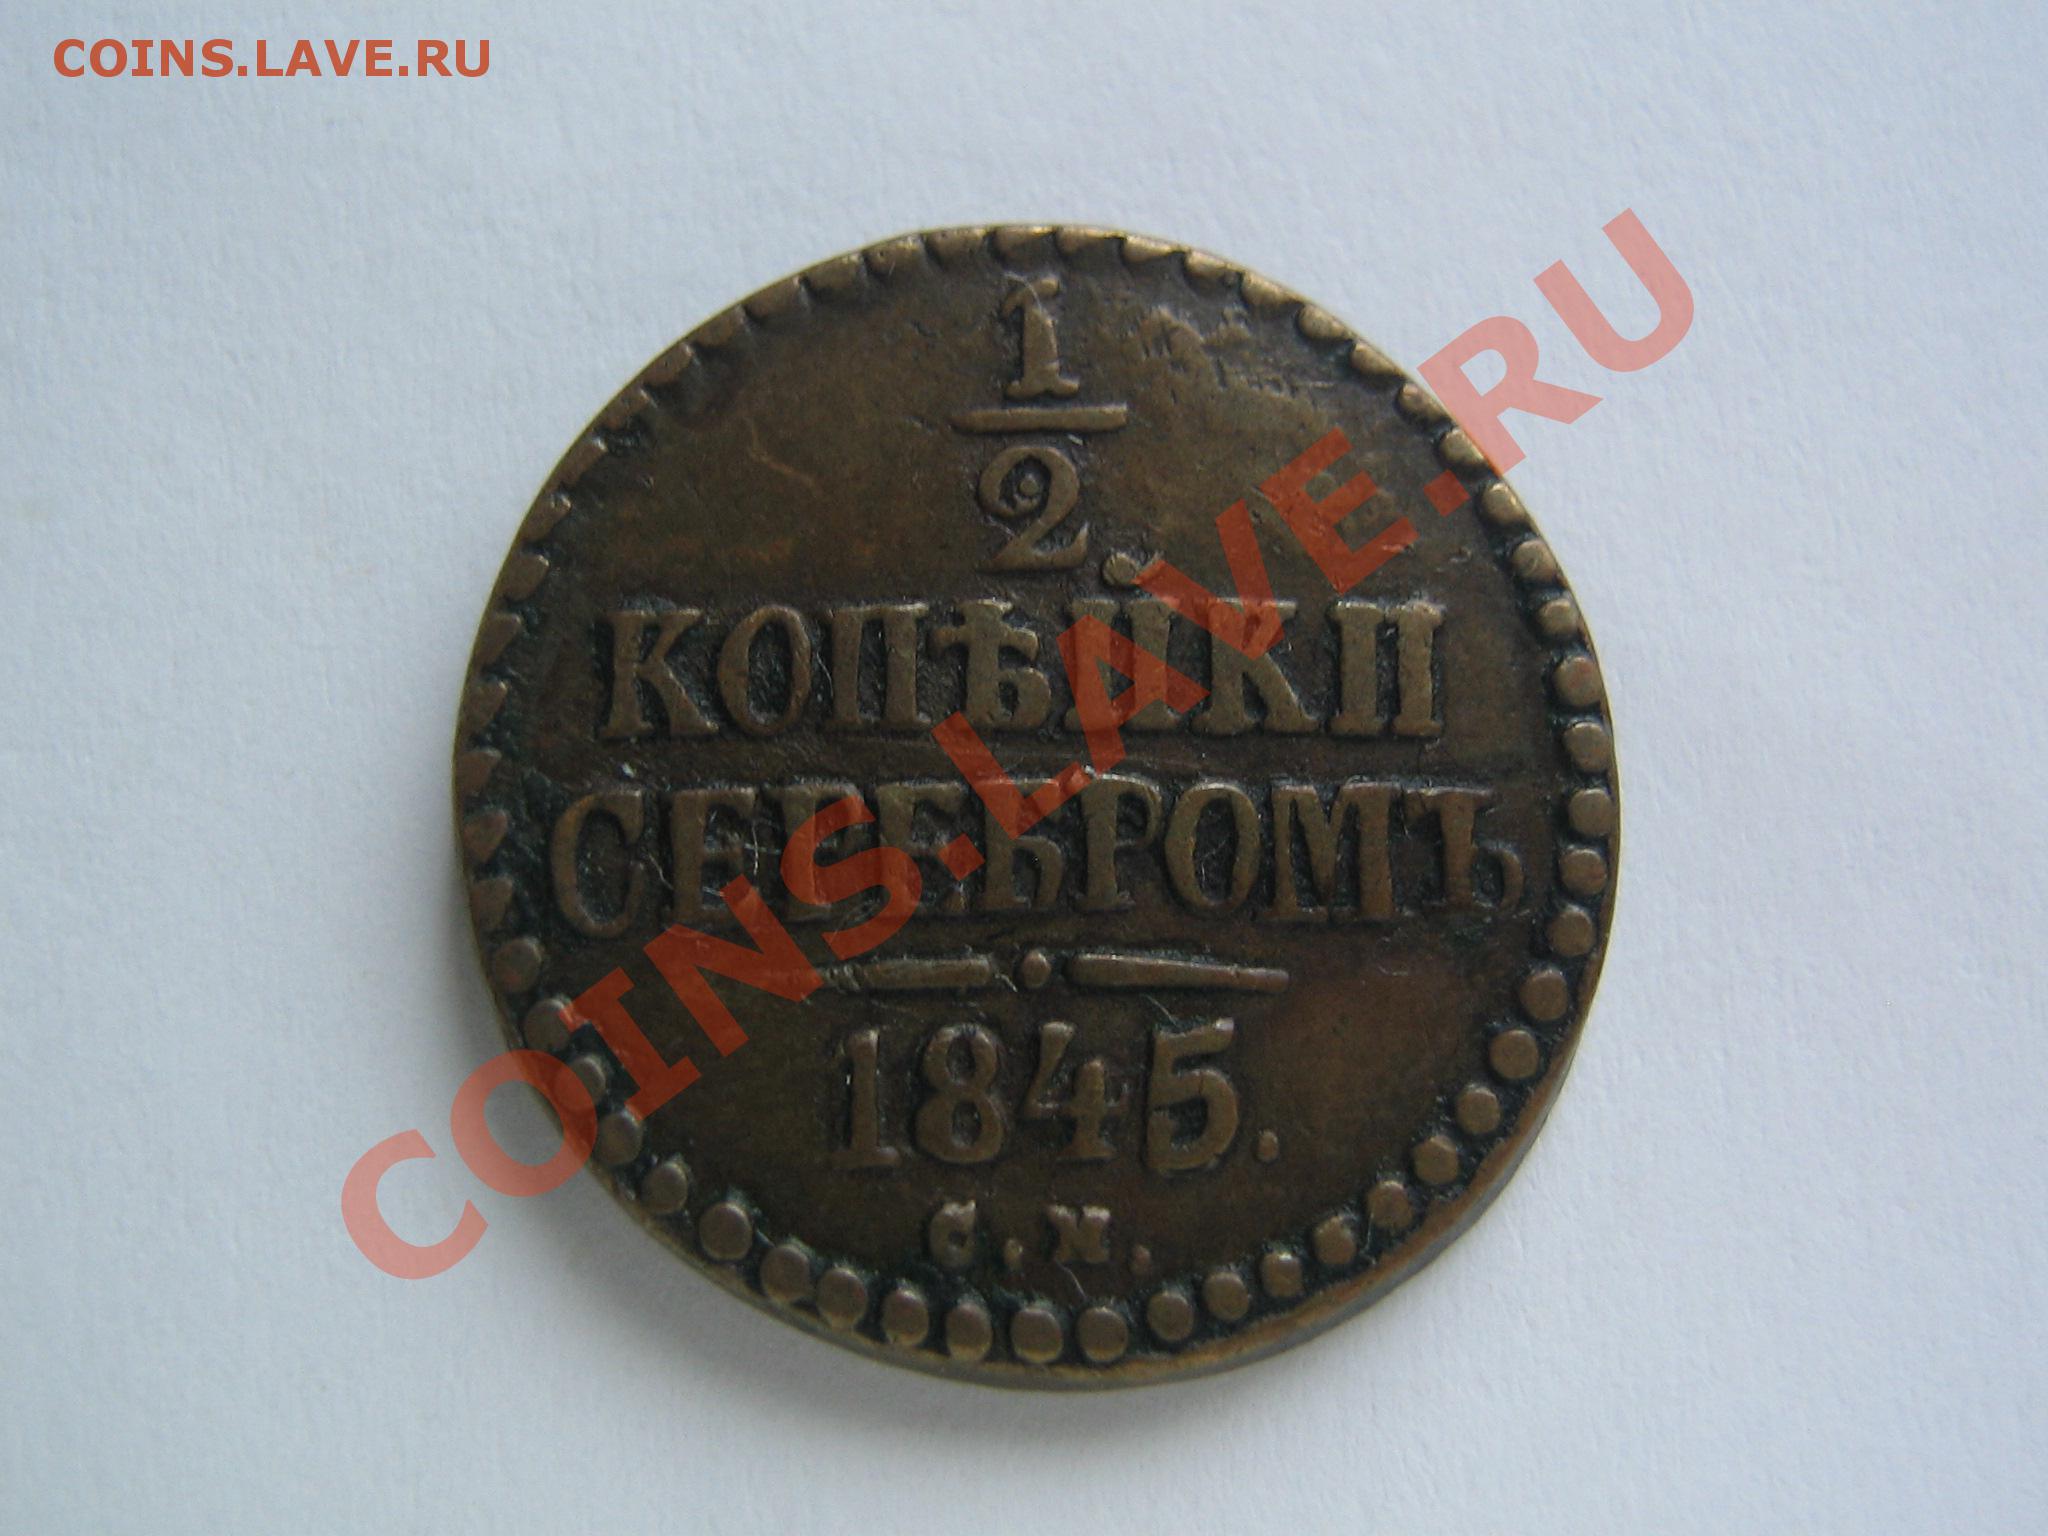 COINS.LAVE.RU
1
2.
КОПѢЙКИ
СЕРЕБРОМЪ
1845.
С. М.
COINS.LAVE.RU